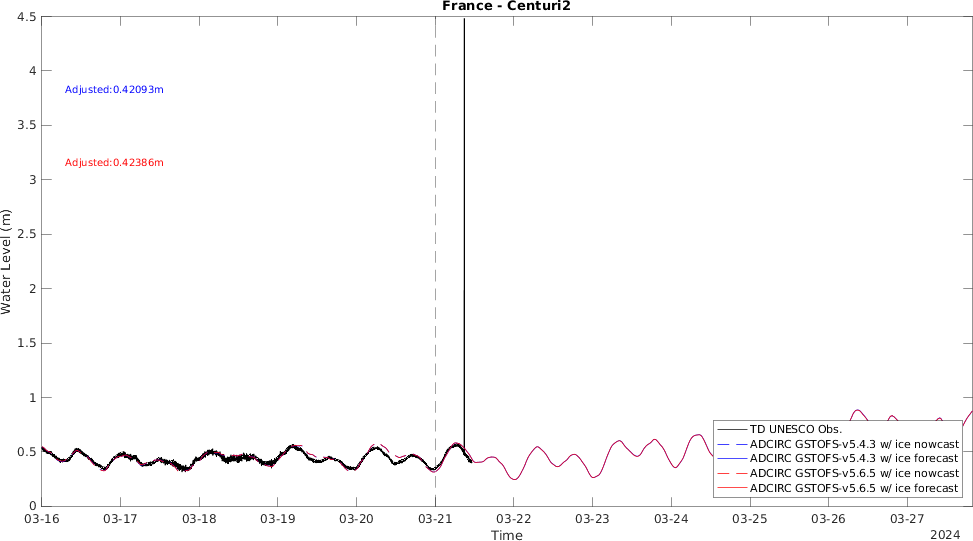 France - Centuri2
4.5
4
3.5
3
2.5
2
1.5
1
0.5
0
Water Level (m)
Adjusted:0.42093m
Adjusted:0.42386m
TD UNESCO Obs.
ADCIRC GSTOFS-v5.4.3 w/ ice nowcast
ADCIRC GSTOFS-v5.4.3 w/ ice forecast
ADCIRC GSTOFS-v5.6.5 w/ ice nowcast
ADCIRC GSTOFS-v5.6.5 w/ ice forecast
03-16 03-17 03-18 03-19 03-20 03-21 03-22 03-23 03-24 03-25 03-26 03-27
Time
2024